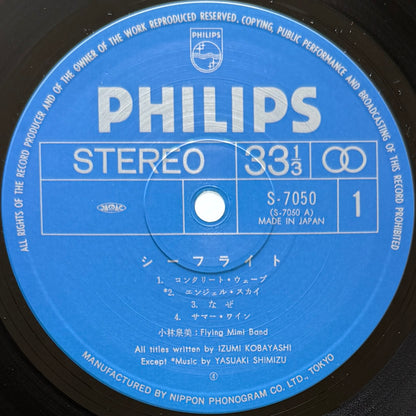 ALL RIGHTS OF THE RECORD PRODUCER AND OF THE OWNER OF THE WORK REPRODUCED RESERVED, COPYING, PUBLIC PERFORMANCE AND BROADCASTING OF THIS RECORD PROHIBITED
PHILIPS
PHILIPS
STEREO 33 1/3
S-7050
(S-7050 A)
MADE IN JAPAN
1
シーフライト
1. コンクリート・ウェーブ
*2. エンジェル・スカイ
3. なぜ
4. サマー・ワイン
小林泉美:Flying Mimi Band
All titles written by IZUMI KOBAYASHI
Except *Music by YASUAKI SHIMIZU
MANUFACTURED BY NIPPON PHONOGRAM CO. LTD., TOKYO